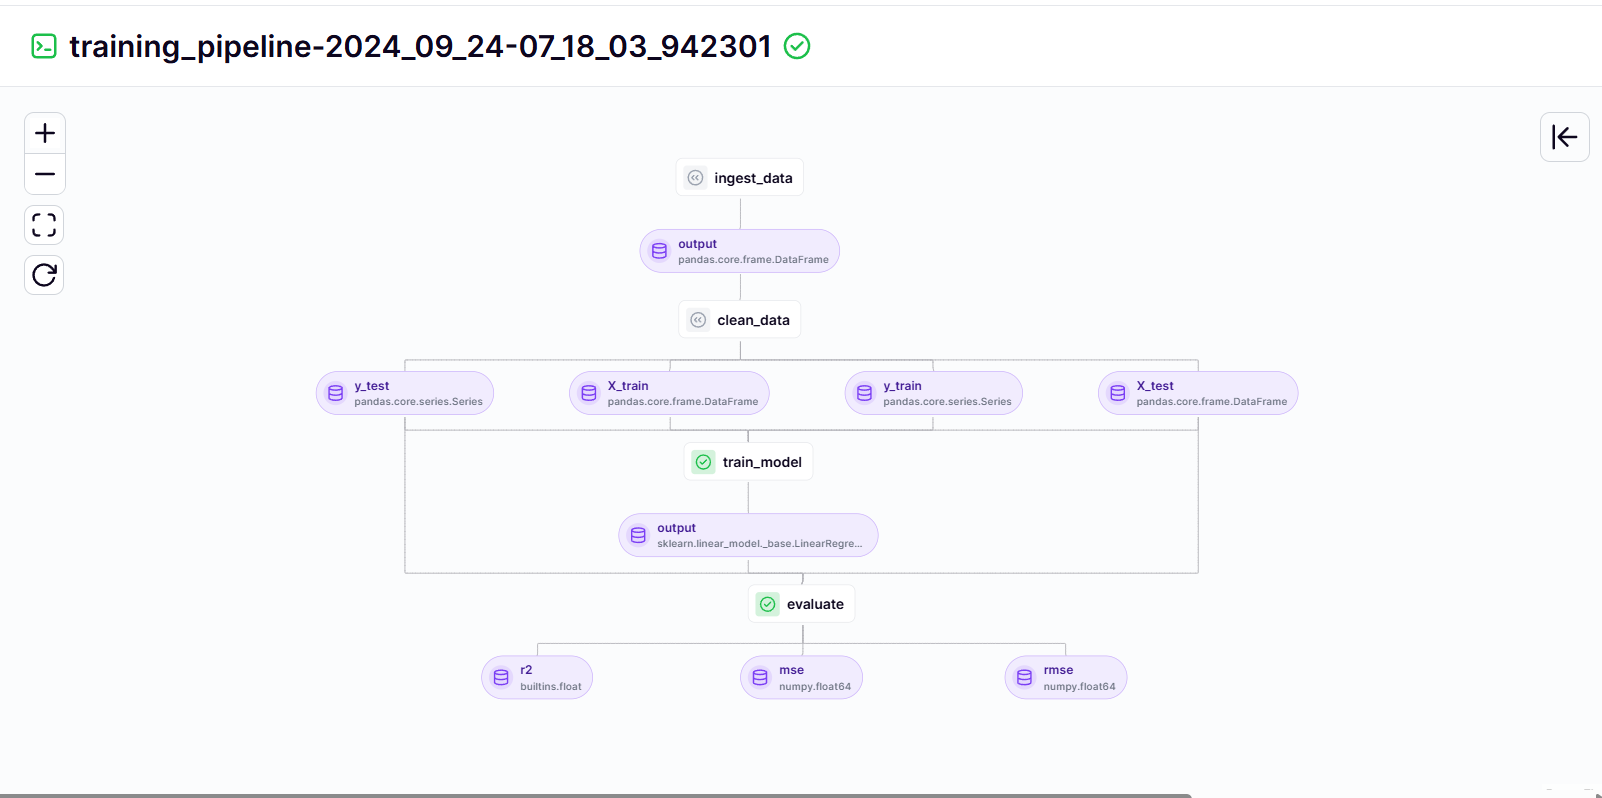 training_pipeline-2024_09_24-07_18_03_942301
ingest_data
output
pandas.core.frame.DataFrame
clean_data
y_test
pandas.core.series.Series
X_train
pandas.core.frame.DataFrame
y_train
pandas.core.series.Series
X_test
pandas.core.frame.DataFrame
train_model
output
sklearn.linear_model._base.LinearRegre...
evaluate
r2
builtins.float
mse
numpy.float64
rmse
numpy.float64